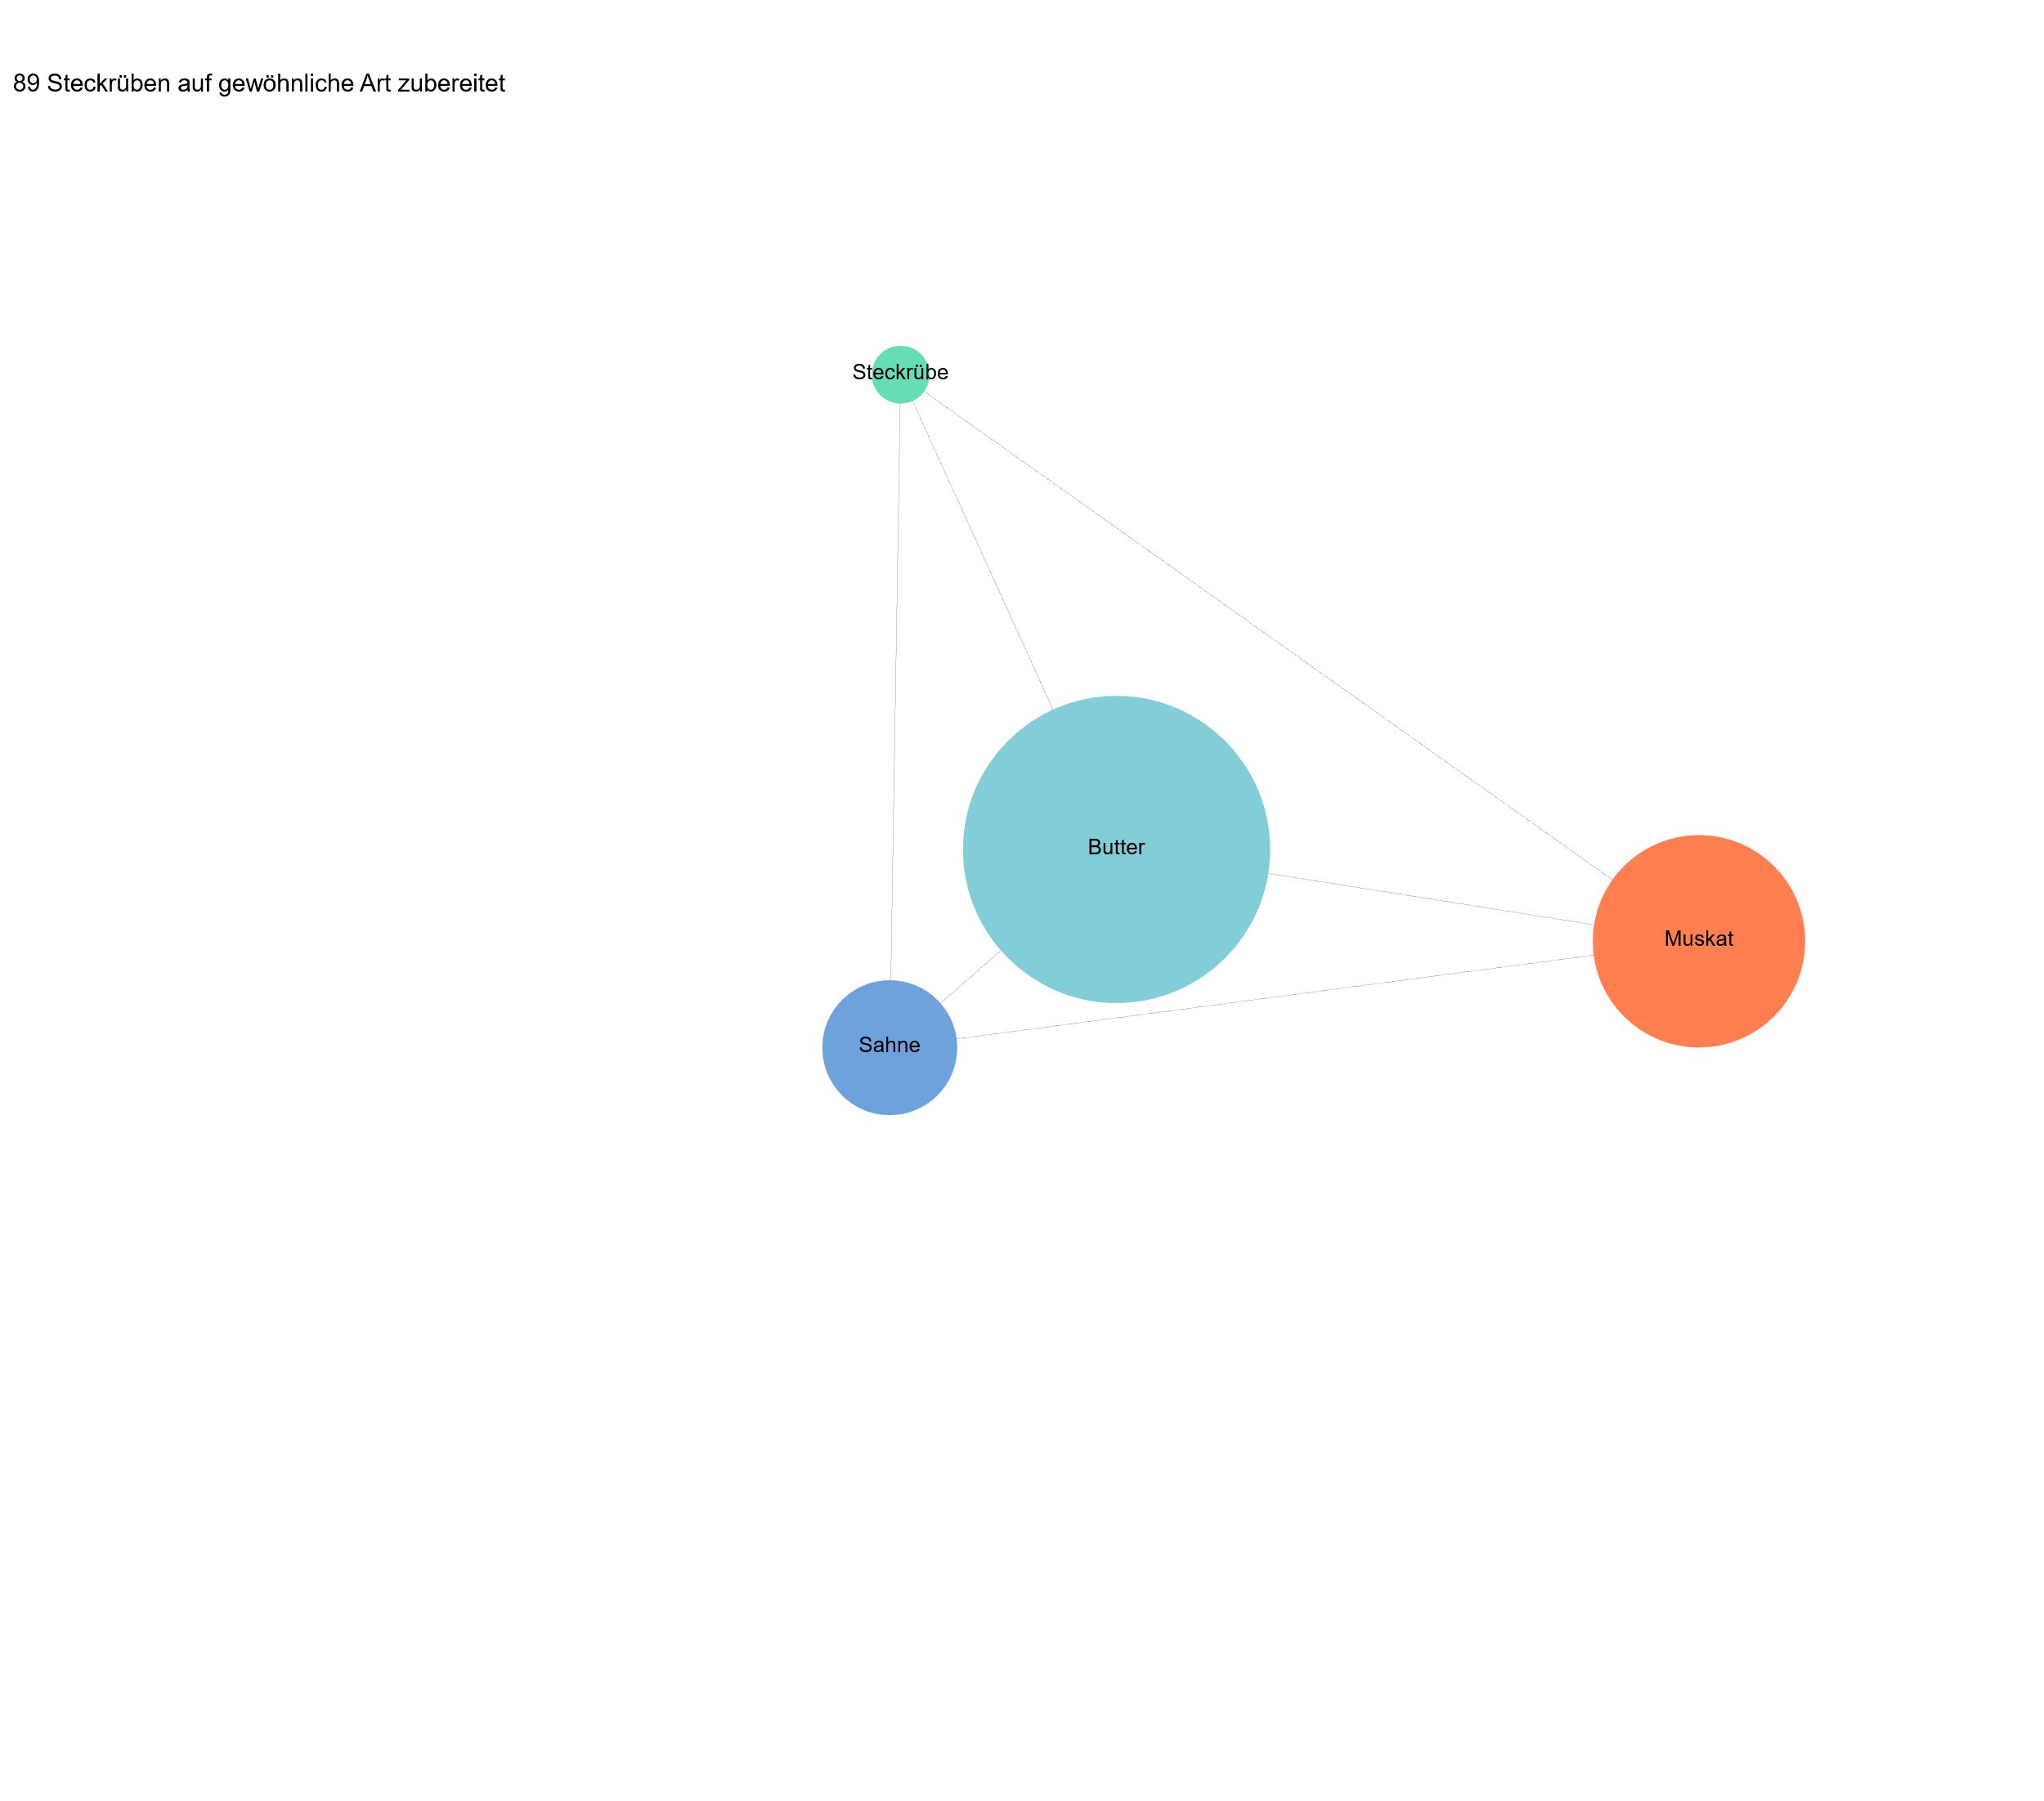 89 Steckrüben auf gewöhnliche Art zubereitet
Steckrübe
Butter
Muskat
Sahne